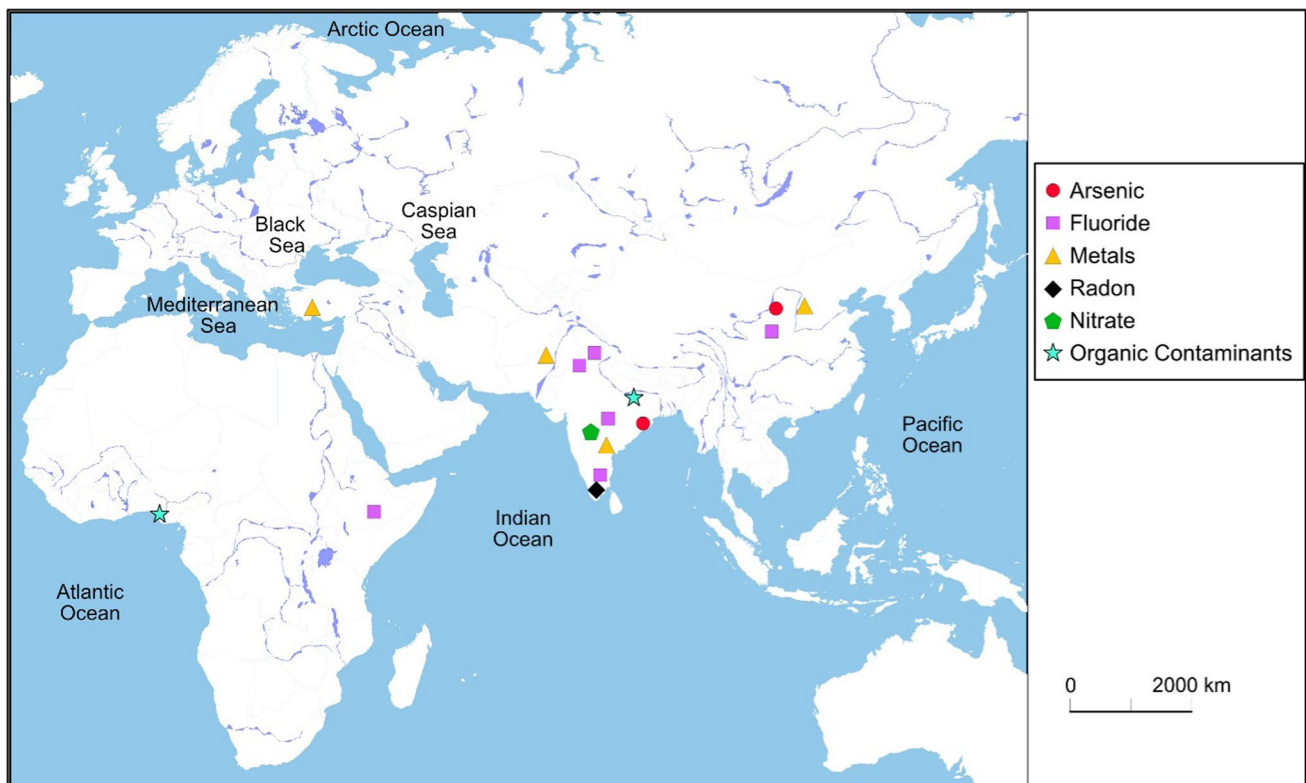 Arctic Ocean
Black
Sea
Caspian
Sea
Mediterranean
Sea
Pacific
Ocean
Indian
Ocean
Atlantic
Ocean
Arsenic
Fluoride
Metals
Radon
Nitrate
Organic Contaminants
0 2000 km